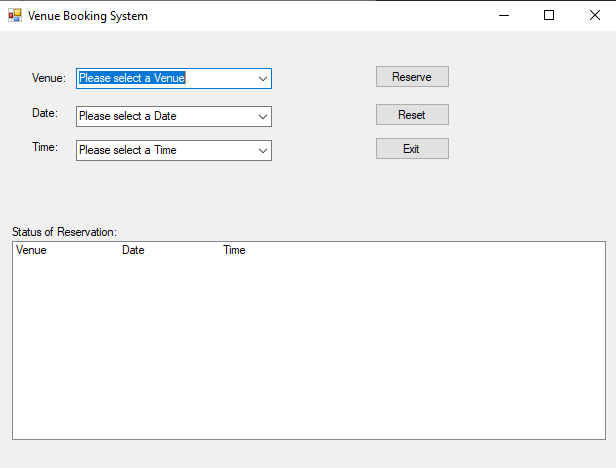 Venue Booking System
Venue: Please select a Venue Reserve
Date: Please select a Date Reset
Time: Please select a Time Exit
Status of Reservation:
Venue Date Time